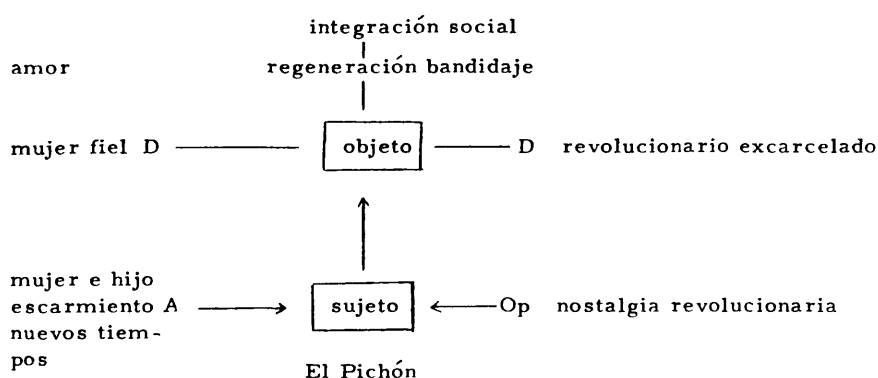 integración social
amor regeneración bandidaje
mujer fiel D objeto D revolucionario excarcelado
mujer e hijo
escarmiento A sujeto Op nostalgia revolucionaria
nuevos tiem-
pos
El Pichón